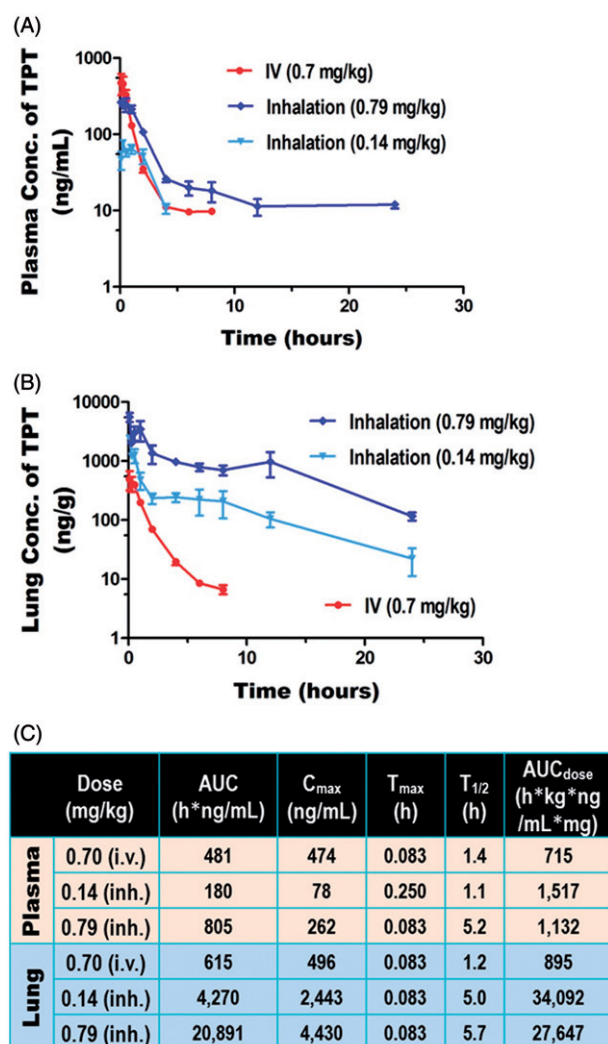 (A)
Plasma Conc. of TPT
(ng/mL)
1000
100
10
1
IV (0.7 mg/kg)
Inhalation (0.79 mg/kg)
Inhalation (0.14 mg/kg)
0 10 20 30
Time (hours)
(B)
Lung Conc. of TPT
(ng/g)
10000
1000
100
10
1
Inhalation (0.79 mg/kg)
Inhalation (0.14 mg/kg)
IV (0.7 mg/kg)
0 10 20 30
Time (hours)
(C)
Dose (mg/kg) AUC (h*ng/mL) Cmax (ng/mL) Tmax (h) T1/2 (h) AUCdose (h*kg*ng/mL*mg)
Plasma
0.70 (i.v.) 481 474 0.083 1.4 715
0.14 (inh.) 180 78 0.250 1.1 1,517
0.79 (inh.) 805 262 0.083 5.2 1,132
Lung
0.70 (i.v.) 615 496 0.083 1.2 895
0.14 (inh.) 4,270 2,443 0.083 5.0 34,092
0.79 (inh.) 20,891 4,430 0.083 5.7 27,647